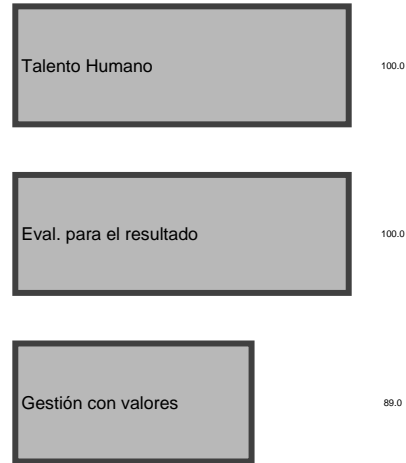 Talento Humano 100.0
Eval. para el resultado 100.0
Gestión con valores 89.0